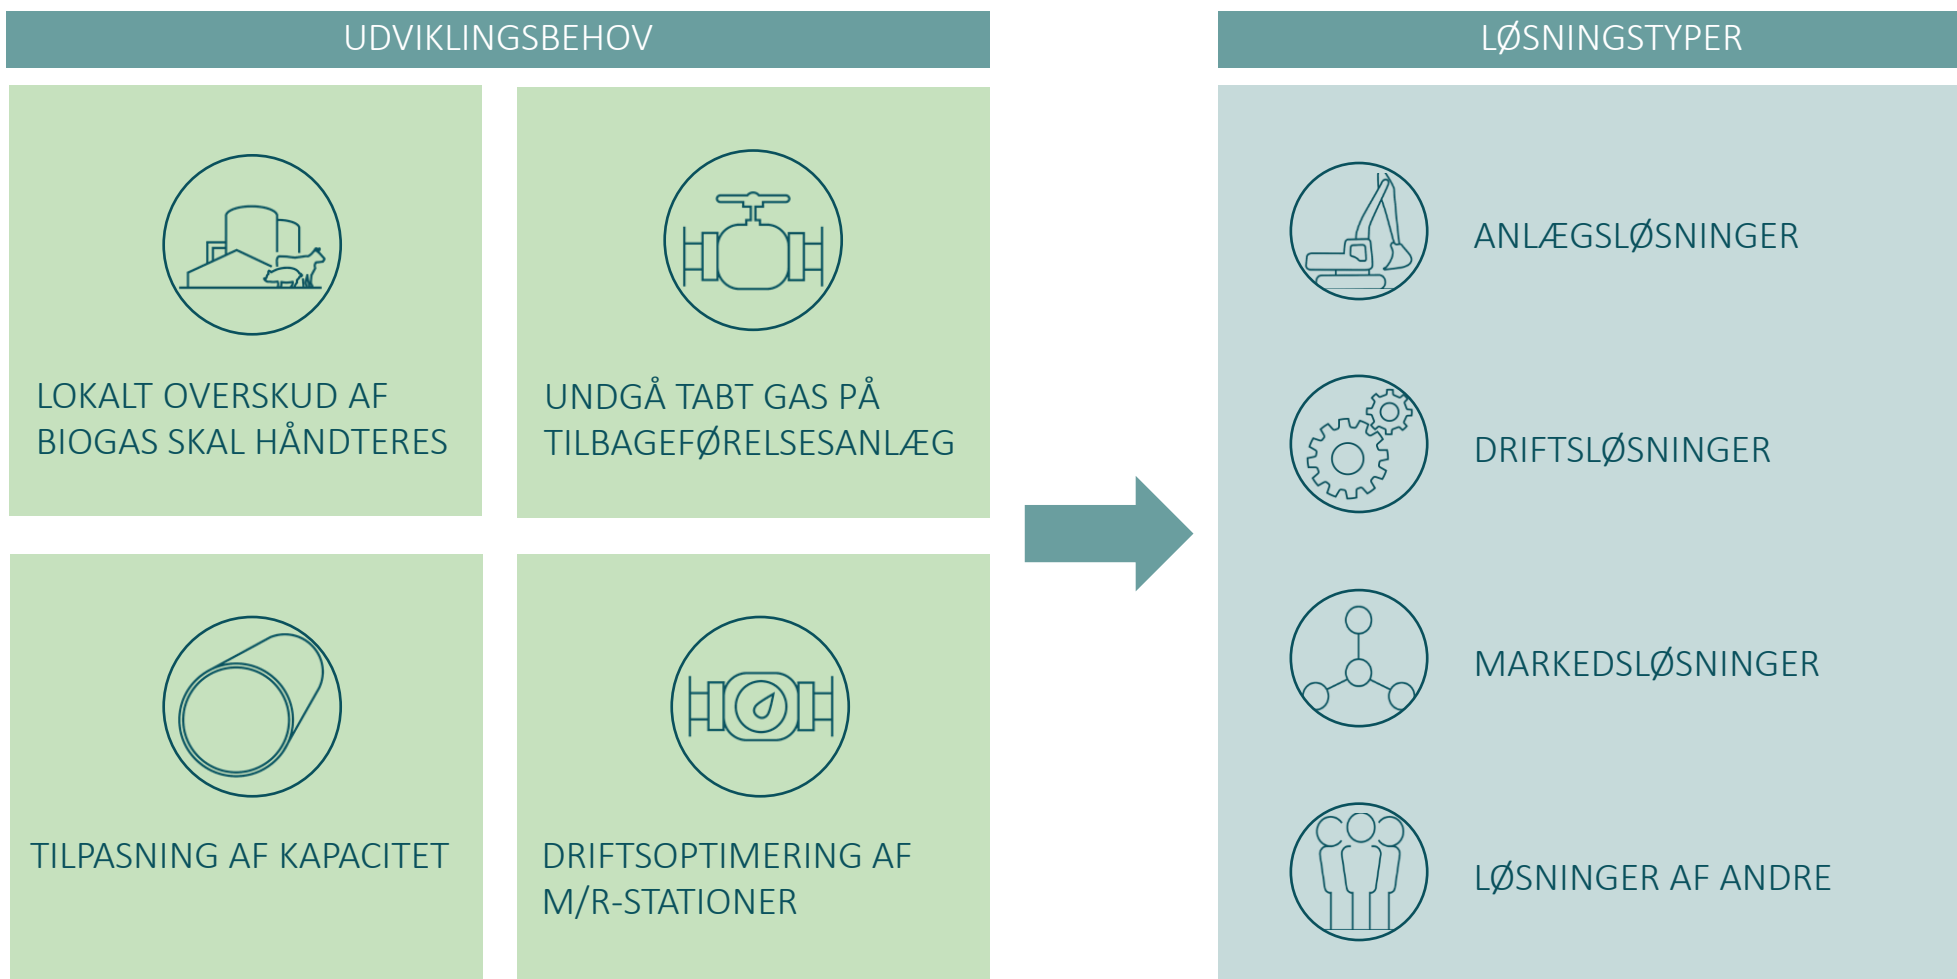 UDVIKLINGSBEHOV
LOKALT OVERSKUD AF
BIOGAS SKAL HÅNDTERES
UNDGÅ TABT GAS PÅ
TILBAGEFØRELSESANLÆG
TILPASNING AF KAPACITET
DRIFTSOPTIMERING AF
M/R-STATIONER
LØSNINGSTYPER
ANLÆGSLØSNINGER
DRIFTSLØSNINGER
MARKEDSLØSNINGER
LØSNINGER AF ANDRE